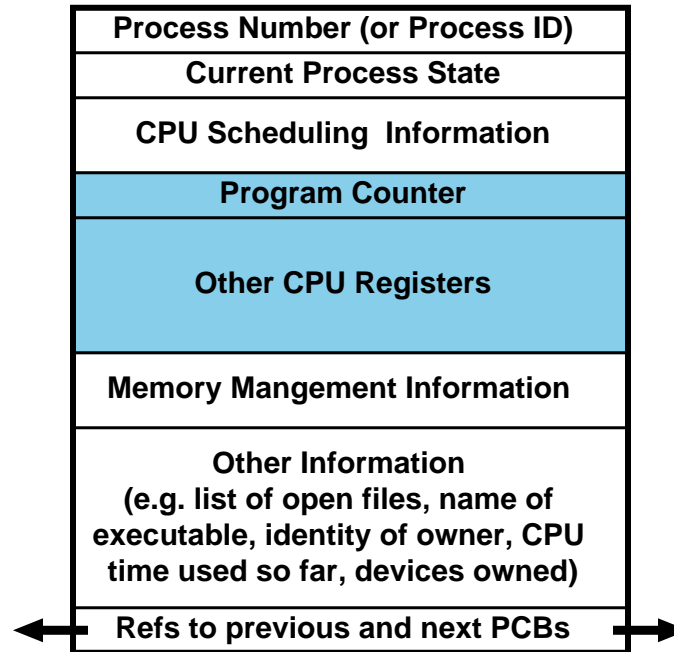 Process Number (or Process ID)
Current Process State
CPU Scheduling Information
Program Counter
Other CPU Registers
Memory Mangement Information
Other Information
(e.g. list of open files, name of
executable, identity of owner, CPU
time used so far, devices owned)
Refs to previous and next PCBs